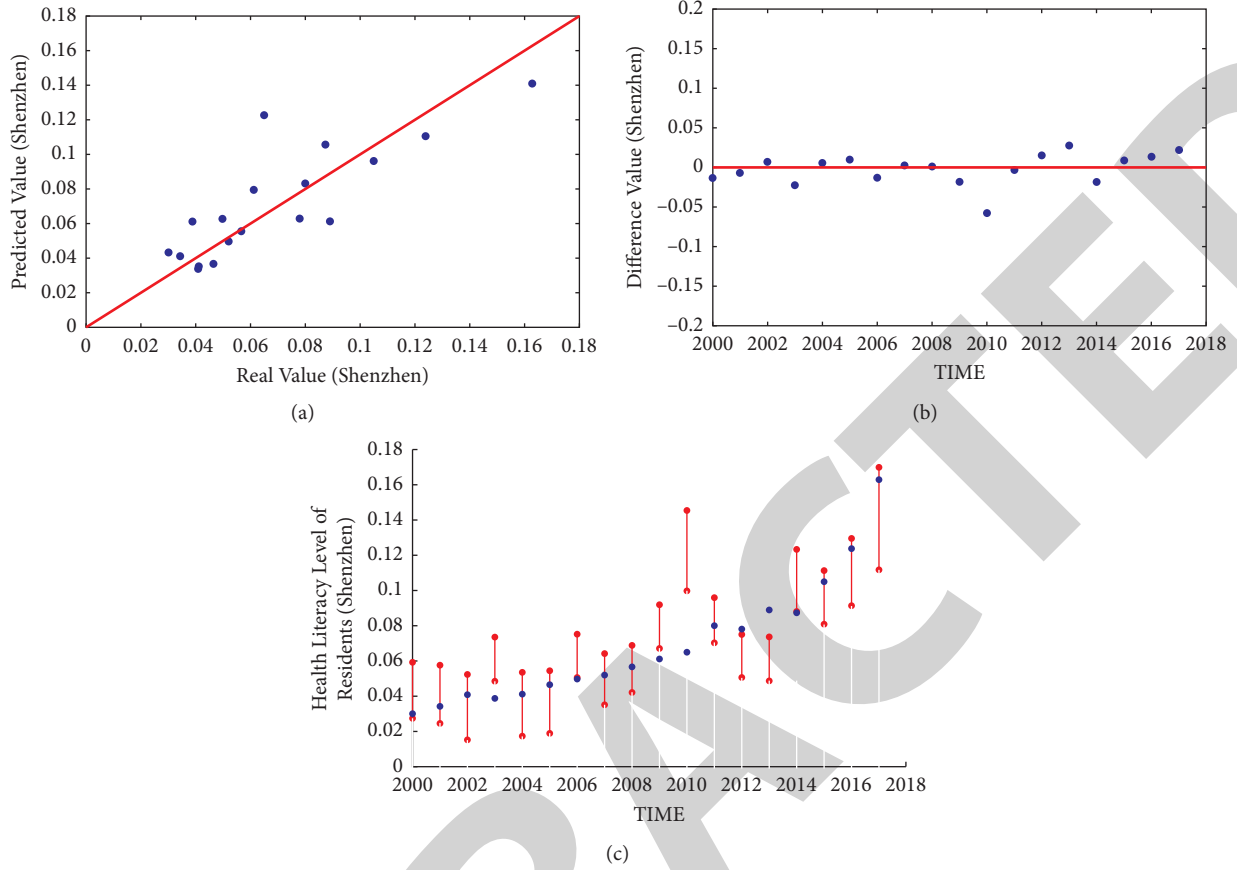 0.18
0.16
0.14
0.12
0.1
0.08
0.06
0.04
0.02
0
Predicted Value (Shenzhen)
0 0.02 0.04 0.06 0.08 0.1 0.12 0.14 0.16 0.18
Real Value (Shenzhen)
(a)
0.2
0.15
0.1
0.05
0
−0.05
−0.1
−0.15
−0.2
Difference Value (Shenzhen)
2000 2002 2004 2006 2008 2010 2012 2014 2016 2018
TIME
(b)
0.18
0.16
0.14
0.12
0.1
0.08
0.06
0.04
0.02
0
Health Literacy Level of
Residents (Shenzhen)
2000 2002 2004 2006 2008 2010 2012 2014 2016 2018
TIME
(c)